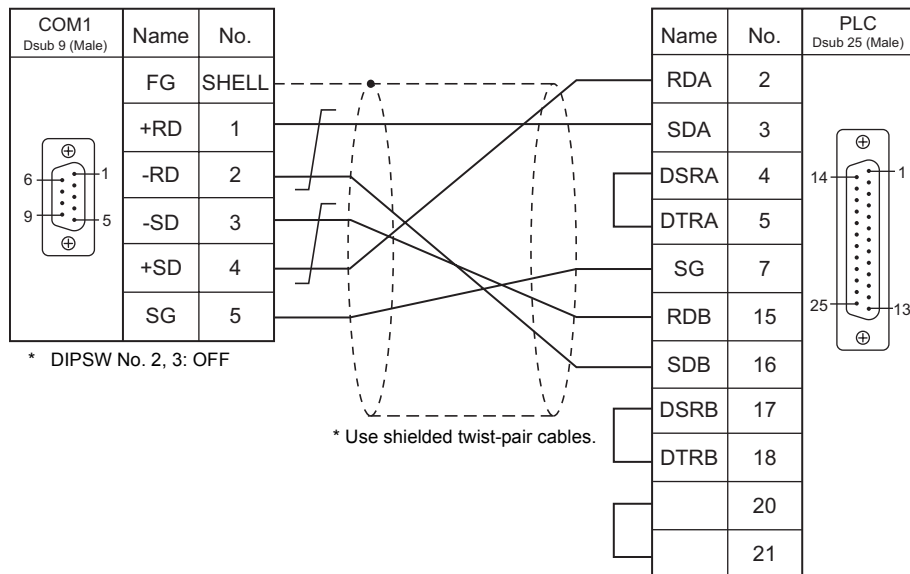 COM1
Dsub 9 (Male)
Name No.
FG SHELL
+RD 1
-RD 2
-SD 3
+SD 4
SG 5
6 1
9 5
* DIPSW No. 2, 3: OFF
* Use shielded twist-pair cables.
Name No.
PLC
Dsub 25 (Male)
RDA 2
SDA 3
DSRA 4
DTRA 5
SG 7
RDB 15
SDB 16
DSRB 17
DTRB 18
20
21
14 1
25 13